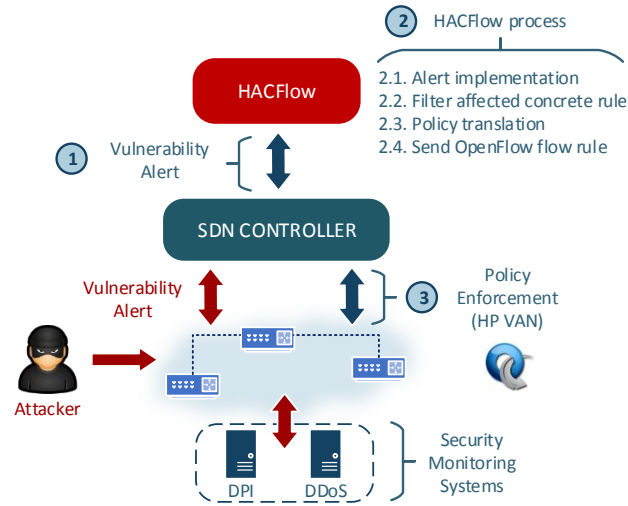 2
HACFlow process
HACFlow
2.1. Alert implementation
2.2. Filter affected concrete rule
2.3. Policy translation
2.4. Send OpenFlow flow rule
1
Vulnerability
Alert
SDN CONTROLLER
Vulnerability
Alert
3
Policy
Enforcement
(HP VAN)
Attacker
DPI
DDoS
Security
Monitoring
Systems